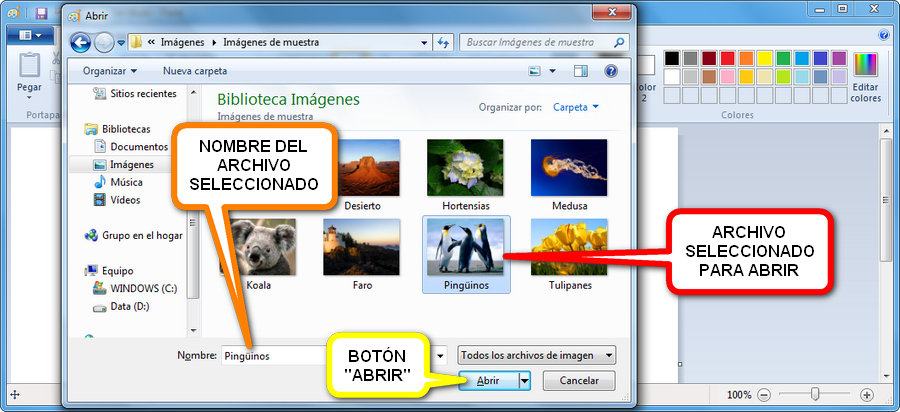 Abrir
Imágenes
Imágenes de muestra
Buscar Imágenes de muestra
Organizar
Nueva carpeta
Pegar
Portapa
Sitios recientes
Bibliotecas
Documentos
Imágenes
Música
Vídeos
Grupo en el hogar
Equipo
WINDOWS (C:)
Data (D:)
Biblioteca Imágenes
Imágenes de muestra
Organizar por: Carpeta
NOMBRE DEL
ARCHIVO
SELECCIONADO
Desierto
Hortensias
Medusa
Koala
Faro
Pingüinos
Tulipanes
ARCHIVO
SELECCIONADO
PARA ABRIR
Nombre: Pingüinos
Todos los archivos de imagen
BOTÓN
"ABRIR"
Abrir
Cancelar
olor
2
Editar
colores
Colores
100%